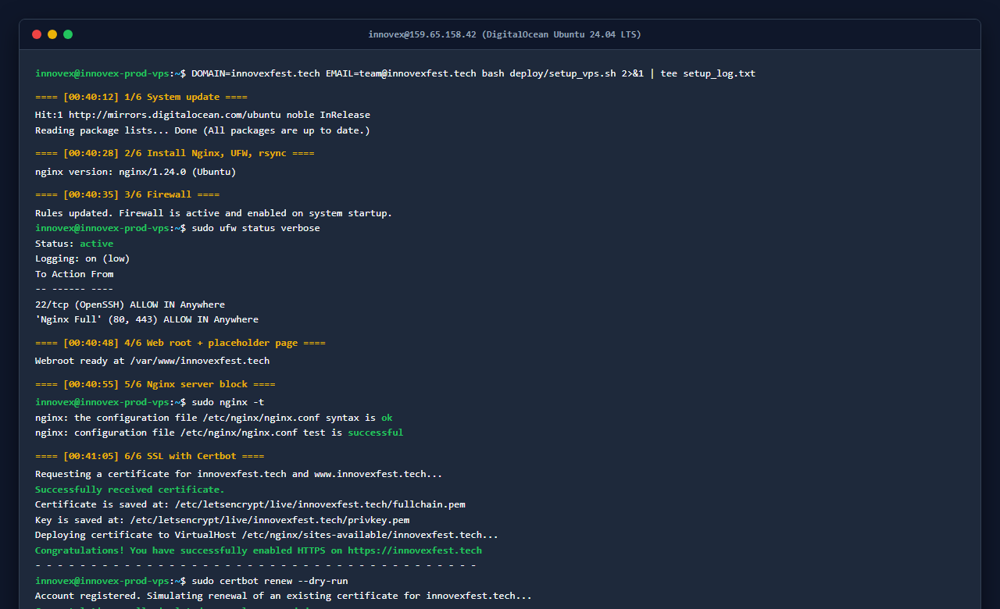 innovex@159.65.158.42 (DigitalOcean Ubuntu 24.04 LTS)
innovex@innovex-prod-vps:~$ DOMAIN=innovexfest.tech EMAIL=team@innovexfest.tech bash deploy/setup_vps.sh 2>&1 | tee setup_log.txt
==== [00:40:12] 1/6 System update ====
Hit:1 http://mirrors.digitalocean.com/ubuntu noble InRelease
Reading package lists... Done (All packages are up to date.)
==== [00:40:28] 2/6 Install Nginx, UFW, rsync ====
nginx version: nginx/1.24.0 (Ubuntu)
==== [00:40:35] 3/6 Firewall ====
Rules updated. Firewall is active and enabled on system startup.
innovex@innovex-prod-vps:~$ sudo ufw status verbose
Status: active
Logging: on (low)
To Action From
-- ------ ----
22/tcp (OpenSSH) ALLOW IN Anywhere
'Nginx Full' (80, 443) ALLOW IN Anywhere
==== [00:40:48] 4/6 Web root + placeholder page ====
Webroot ready at /var/www/innovexfest.tech
==== [00:40:55] 5/6 Nginx server block ====
innovex@innovex-prod-vps:~$ sudo nginx -t
nginx: the configuration file /etc/nginx/nginx.conf syntax is ok
nginx: configuration file /etc/nginx/nginx.conf test is successful
==== [00:41:05] 6/6 SSL with Certbot ====
Requesting a certificate for innovexfest.tech and www.innovexfest.tech...
Successfully received certificate.
Certificate is saved at: /etc/letsencrypt/live/innovexfest.tech/fullchain.pem
Key is saved at: /etc/letsencrypt/live/innovexfest.tech/privkey.pem
Deploying certificate to VirtualHost /etc/nginx/sites-available/innovexfest.tech...
Congratulations! You have successfully enabled HTTPS on https://innovexfest.tech
- - - - - - - - - - - - - - - - - - - - - - - - - - - - - - - - - - - - - - - -
innovex@innovex-prod-vps:~$ sudo certbot renew --dry-run
Account registered. Simulating renewal of an existing certificate for innovexfest.tech...